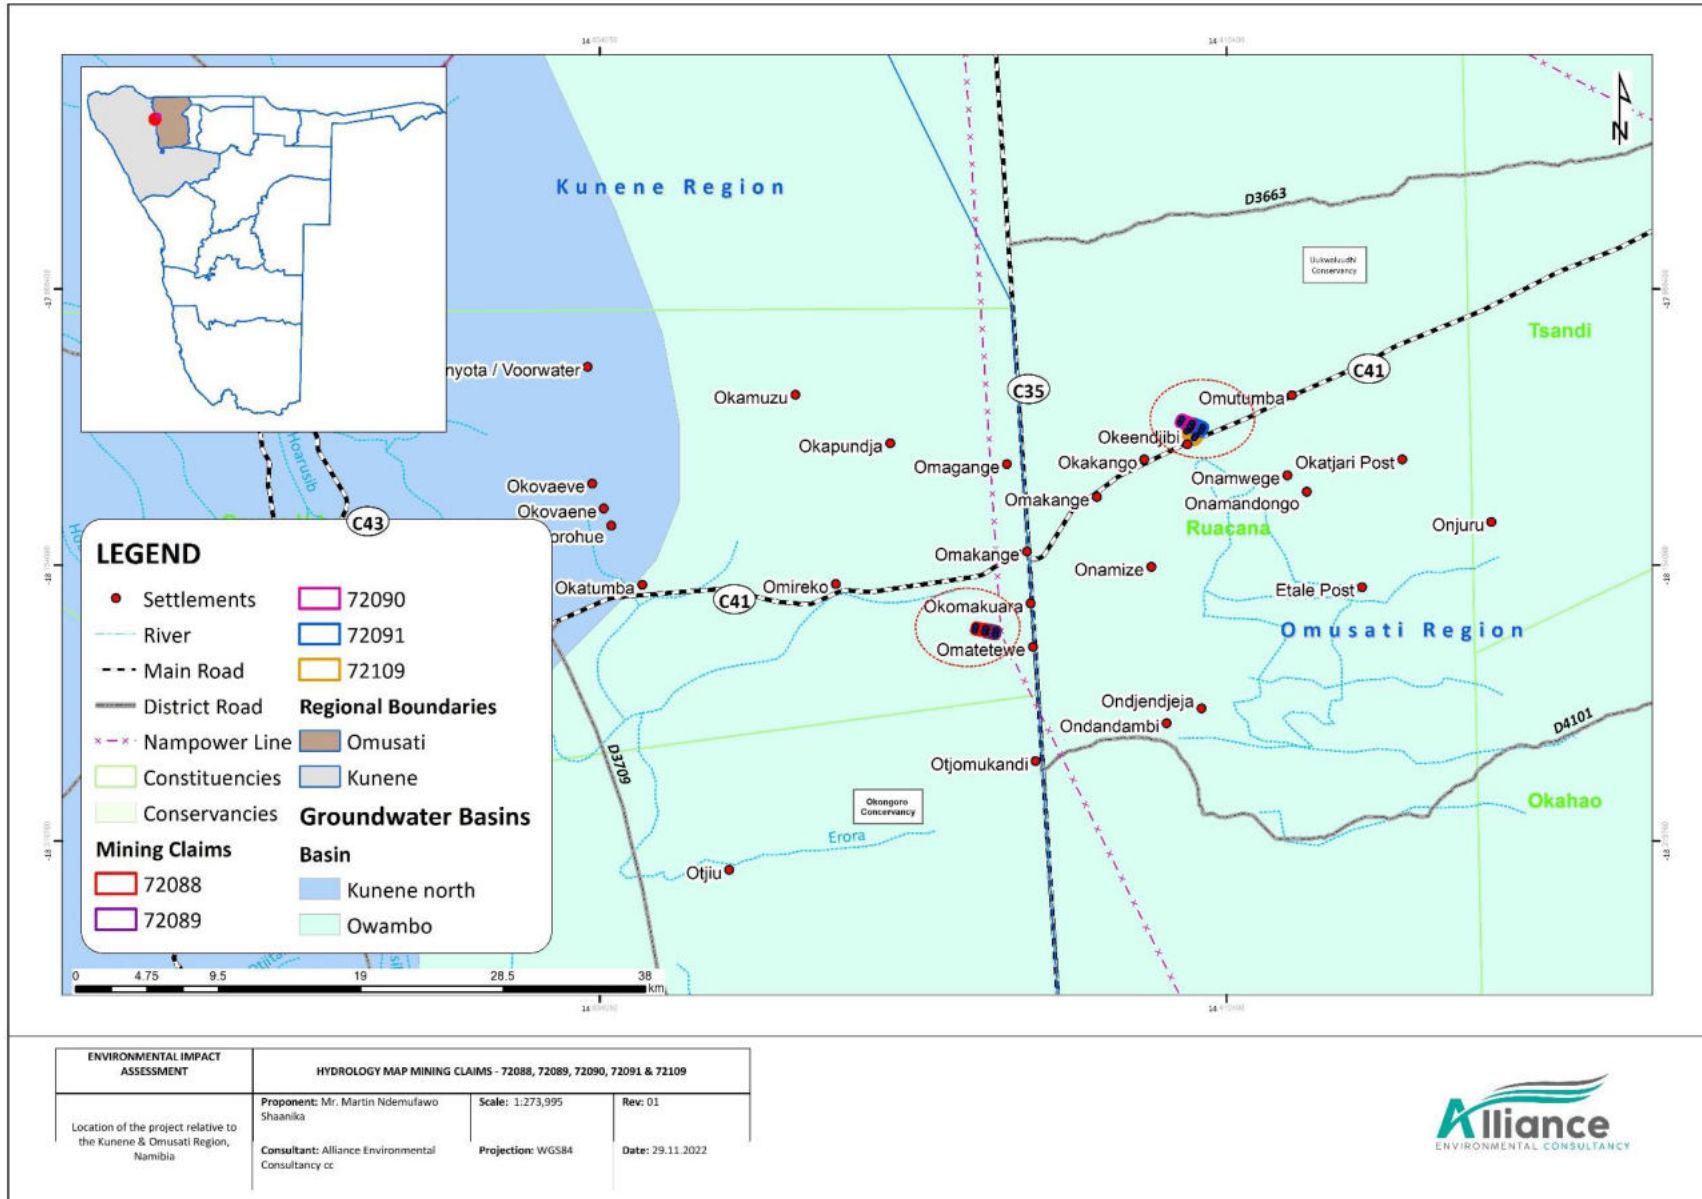 N
Kunene Region
D3663
Uukwaluudhi
Conservancy
Tsandi
C41
C35
nyota / Voorwater
Okamuzu
Omutumba
Okapundja
Okeendjibi
Omagange
Okakango
Okatjari Post
Onamwege
Okovaeve
Omakange
Onamandongo
Hoarusib
Okovaene
C43
Ruacana
Onjuru
orohue
Omakange
Onamize
Okatumba
Omireko
Etale Post
C41
Okomakuara
Omusati Region
Omatetewe
Ondjendjeja
Ondandambi
D4101
D3709
Otjomukandi
Okongoro
Concervancy
Okahao
Erora
Otjiu
LEGEND
Settlements
River
Main Road
District Road
Nampower Line
Constituencies
Conservancies
Mining Claims
72088
72089
72090
72091
72109
Regional Boundaries
Omusati
Kunene
Groundwater Basins
Basin
Kunene north
Owambo
0 4.75 9.5 19 28.5 38
km
ENVIRONMENTAL IMPACT
ASSESSMENT
HYDROLOGY MAP MINING CLAIMS - 72088, 72089, 72090, 72091 & 72109
Location of the project relative to
the Kunene & Omusati Region,
Namibia
Proponent: Mr. Martin Ndemufawo
Shaanika
Scale: 1:273,995
Rev: 01
Consultant: Alliance Environmental
Consultancy cc
Projection: WGS84
Date: 29.11.2022
Alliance
ENVIRONMENTAL CONSULTANCY